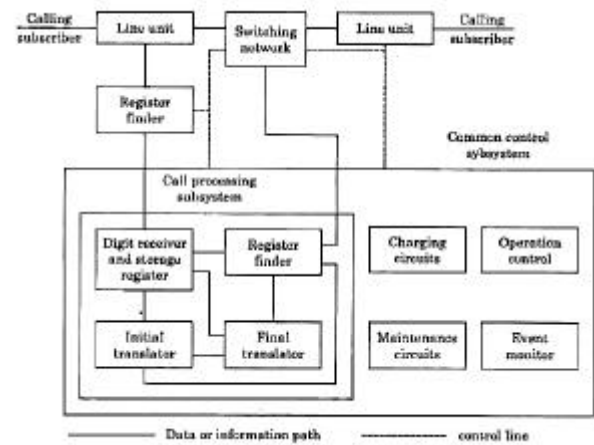 Calling
subscriber
Line unit
Switching
network
Line unit
Calling
subscriber
Register
finder
Common control
sybsystem
Call processing
subsystem
Digit receiver
and storage
register
Register
finder
Charging
circuits
Operation
control
Initial
translator
Final
translator
Maintenance
circuits
Event
monitor
Data or information path
control line